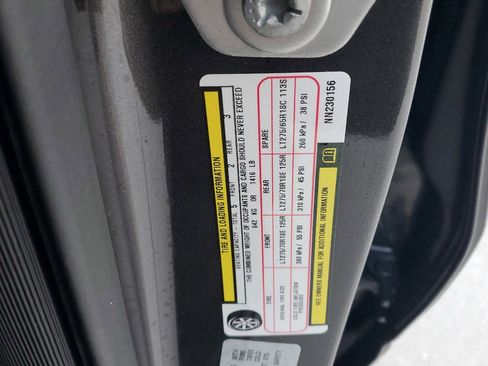 TIRE AND LOADING INFORMATION
SEATING CAPACITY - TOTAL 5 FRONT 2 REAR 3
THE COMBINED WEIGHT OF OCCUPANTS AND CARGO SHOULD NEVER EXCEED
642 KG OR 1416 LB
TIRE FRONT REAR SPARE
ORIGINAL TIRE SIZE LT275/70R18E 125R LT275/70R18E 125R LT275/65R18C 113S
COLD TIRE INFLATION PRESSURE 380 kPa / 55 PSI 310 kPa / 45 PSI 260 kPa / 38 PSI
SEE OWNERS MANUAL FOR ADDITIONAL INFORMATION
NN230156